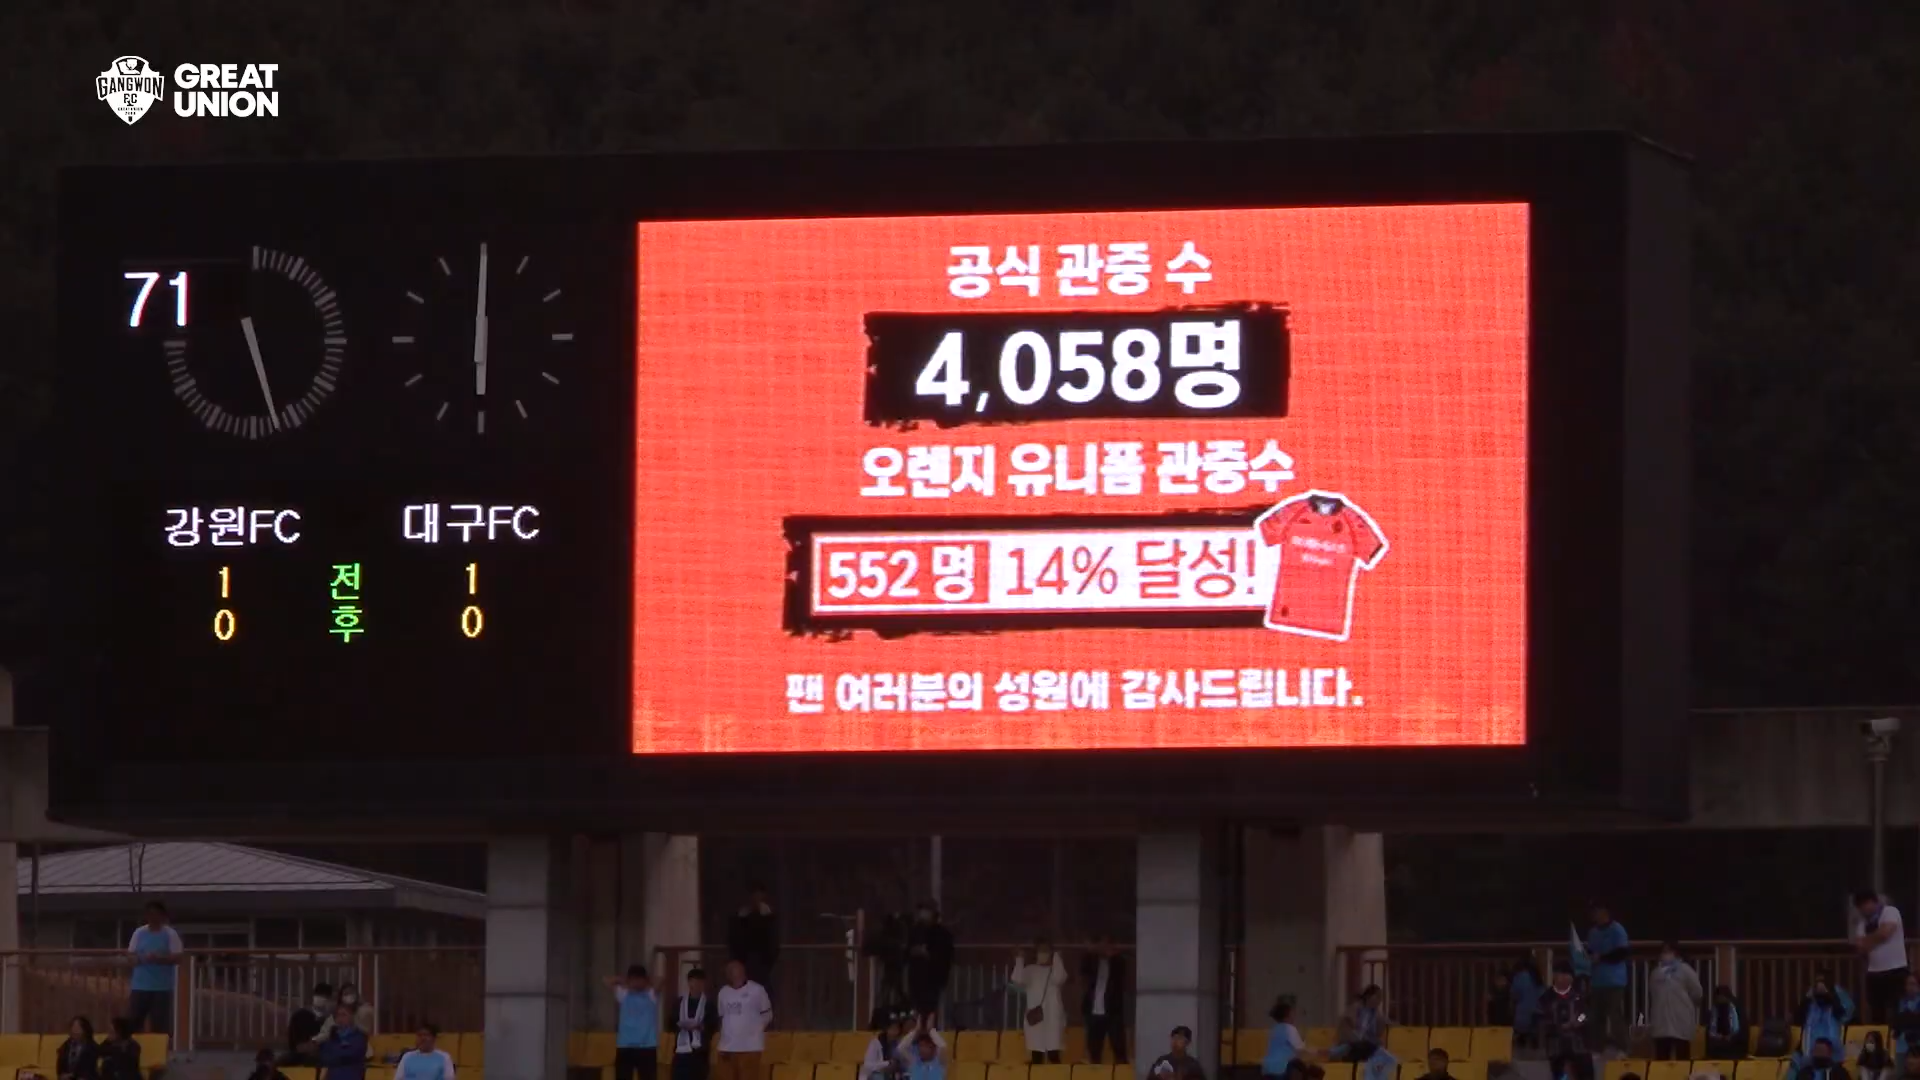 GANGWON
FC
GREAT
UNION
71
공식 관중 수
4,058명
오렌지 유니폼 관중수
552 명 14% 달성!
강원FC 대구FC
1 전 1
0 후 0
팬 여러분의 성원에 감사드립니다.